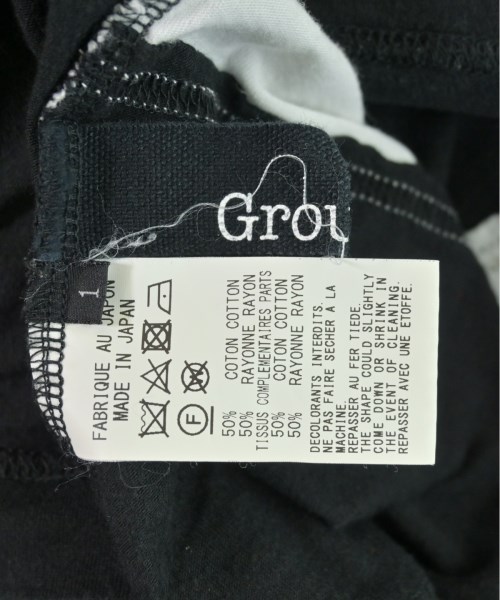 Grou
1
FABRIQUE AU JAPON
MADE IN JAPAN
F
50% COTON COTTON
50% RAYONNE RAYON
TISSUS COMPLEMENTAIRES PARTS
50% COTON COTTON
50% RAYONNE RAYON
DECOLORANTS INTERDITS.
NE PAS FAIRE SECHER A LA
MACHINE.
REPASSER AU FER TIEDE.
THE SHAPE COULD SLIGHTLY
COME DOWN OR SHRINK IN
THE EVENT OF CLEANING.
REPASSER AVEC UNE ETOFFE.